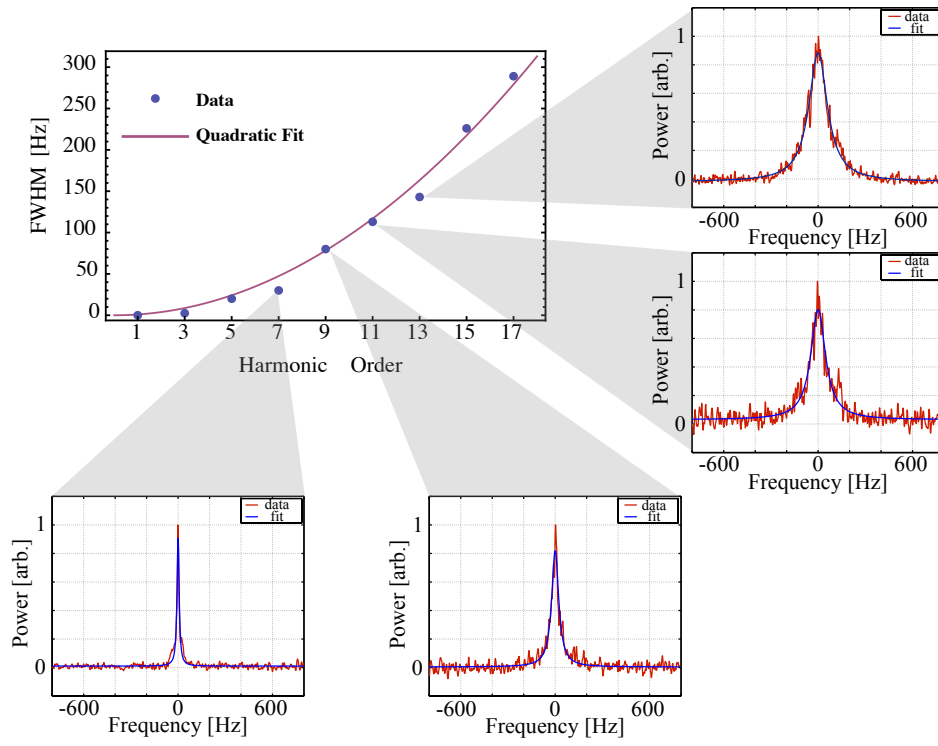 300
250
200
150
100
50
0
FWHM [Hz]
Data
Quadratic Fit
1 3 5 7 9 11 13 15 17
Harmonic Order
data
fit
1
0
Power [arb.]
-600 0 600
Frequency [Hz]
data
fit
1
0
Power [arb.]
-600 0 600
Frequency [Hz]
data
fit
1
0
Power [arb.]
-600 0 600
Frequency [Hz]
data
fit
1
0
Power [arb.]
-600 0 600
Frequency [Hz]